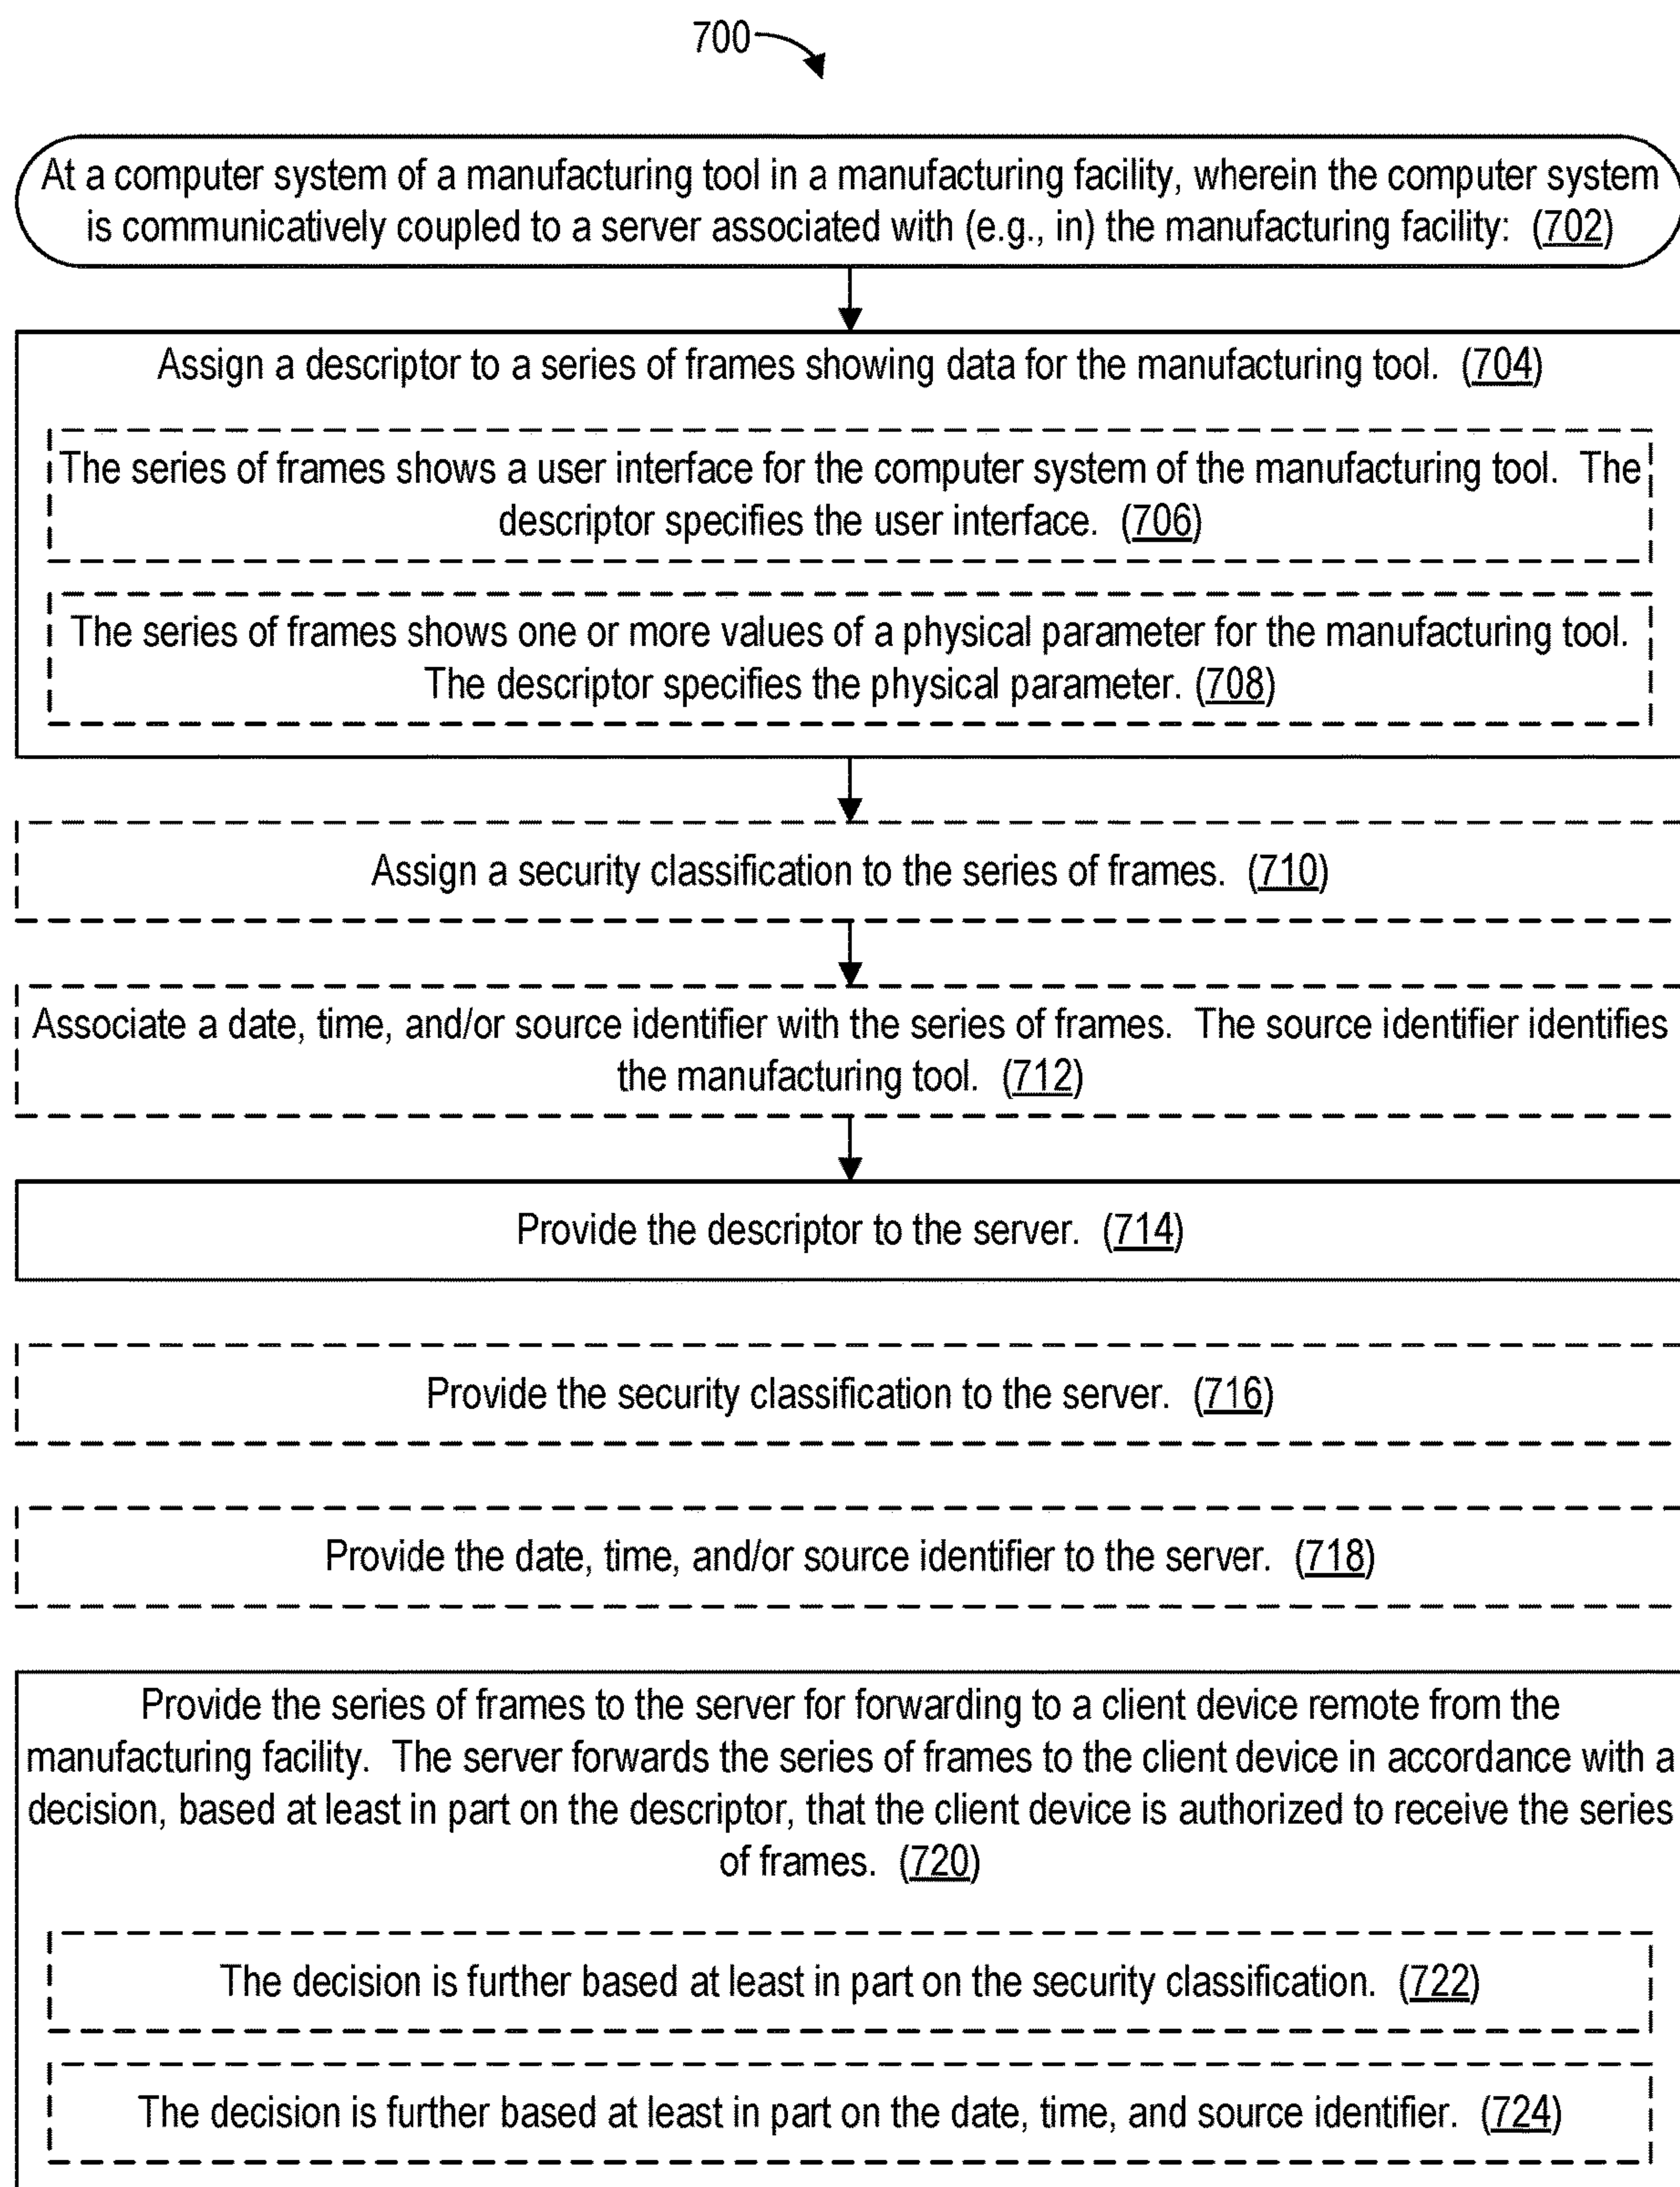 700
At a computer system of a manufacturing tool in a manufacturing facility, wherein the computer system
is communicatively coupled to a server associated with (e.g., in) the manufacturing facility: (702)
Assign a descriptor to a series of frames showing data for the manufacturing tool. (704)
The series of frames shows a user interface for the computer system of the manufacturing tool. The
descriptor specifies the user interface. (706)
The series of frames shows one or more values of a physical parameter for the manufacturing tool.
The descriptor specifies the physical parameter. (708)
Assign a security classification to the series of frames. (710)
Associate a date, time, and/or source identifier with the series of frames. The source identifier identifies
the manufacturing tool. (712)
Provide the descriptor to the server. (714)
Provide the security classification to the server. (716)
Provide the date, time, and/or source identifier to the server. (718)
Provide the series of frames to the server for forwarding to a client device remote from the
manufacturing facility. The server forwards the series of frames to the client device in accordance with a
decision, based at least in part on the descriptor, that the client device is authorized to receive the series
of frames. (720)
The decision is further based at least in part on the security classification. (722)
The decision is further based at least in part on the date, time, and source identifier. (724)